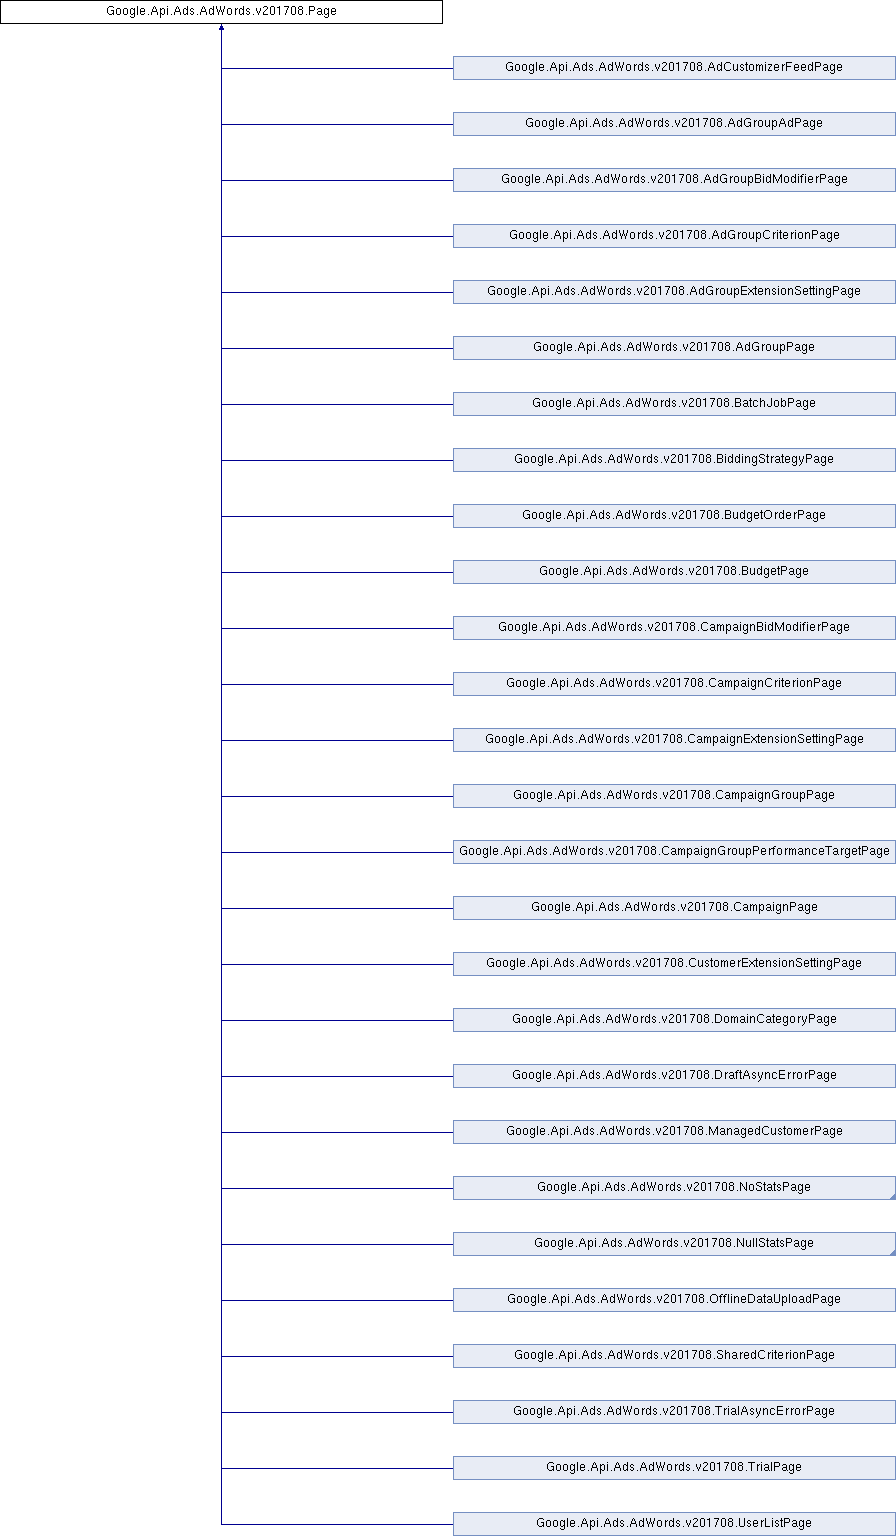 Google.Api.Ads.AdWords.v201708.Page
Google.Api.Ads.AdWords.v201708.AdCustomizerFeedPage
Google.Api.Ads.AdWords.v201708.AdGroupAdPage
Google.Api.Ads.AdWords.v201708.AdGroupBidModifierPage
Google.Api.Ads.AdWords.v201708.AdGroupCriterionPage
Google.Api.Ads.AdWords.v201708.AdGroupExtensionSettingPage
Google.Api.Ads.AdWords.v201708.AdGroupPage
Google.Api.Ads.AdWords.v201708.BatchJobPage
Google.Api.Ads.AdWords.v201708.BiddingStrategyPage
Google.Api.Ads.AdWords.v201708.BudgetOrderPage
Google.Api.Ads.AdWords.v201708.BudgetPage
Google.Api.Ads.AdWords.v201708.CampaignBidModifierPage
Google.Api.Ads.AdWords.v201708.CampaignCriterionPage
Google.Api.Ads.AdWords.v201708.CampaignExtensionSettingPage
Google.Api.Ads.AdWords.v201708.CampaignGroupPage
Google.Api.Ads.AdWords.v201708.CampaignGroupPerformanceTargetPage
Google.Api.Ads.AdWords.v201708.CampaignPage
Google.Api.Ads.AdWords.v201708.CustomerExtensionSettingPage
Google.Api.Ads.AdWords.v201708.DomainCategoryPage
Google.Api.Ads.AdWords.v201708.DraftAsyncErrorPage
Google.Api.Ads.AdWords.v201708.ManagedCustomerPage
Google.Api.Ads.AdWords.v201708.NoStatsPage
Google.Api.Ads.AdWords.v201708.NullStatsPage
Google.Api.Ads.AdWords.v201708.OfflineDataUploadPage
Google.Api.Ads.AdWords.v201708.SharedCriterionPage
Google.Api.Ads.AdWords.v201708.TrialAsyncErrorPage
Google.Api.Ads.AdWords.v201708.TrialPage
Google.Api.Ads.AdWords.v201708.UserListPage